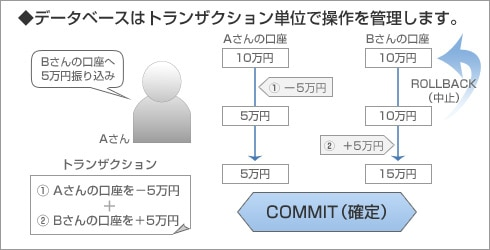 ◆データベースはトランザクション単位で操作を管理します。
Bさんの口座へ
5万円振り込み
Aさん
トランザクション
① Aさんの口座を−5万円
+
② Bさんの口座を+5万円
Aさんの口座
10万円
① −5万円
5万円
5万円
Bさんの口座
10万円
ROLLBACK
(中止)
10万円
② +5万円
15万円
COMMIT(確定)